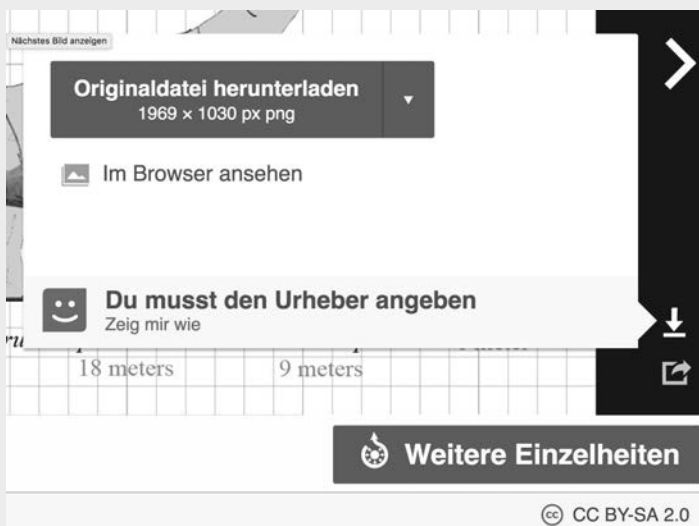 Nächstes Bild anzeigen
Originaldatei herunterladen
1969 × 1030 px png
Im Browser ansehen
Du musst den Urheber angeben
Zeig mir wie
18 meters
9 meters
Weitere Einzelheiten
cc CC BY-SA 2.0